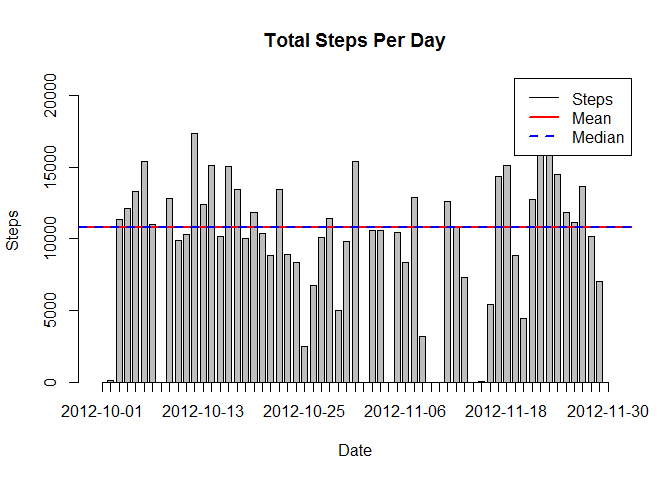 Total Steps Per Day
Steps
Mean
Median
20000
15000
10000
5000
0
Steps
2012-10-01
2012-10-13
2012-10-25
2012-11-06
2012-11-18
2012-11-30
Date